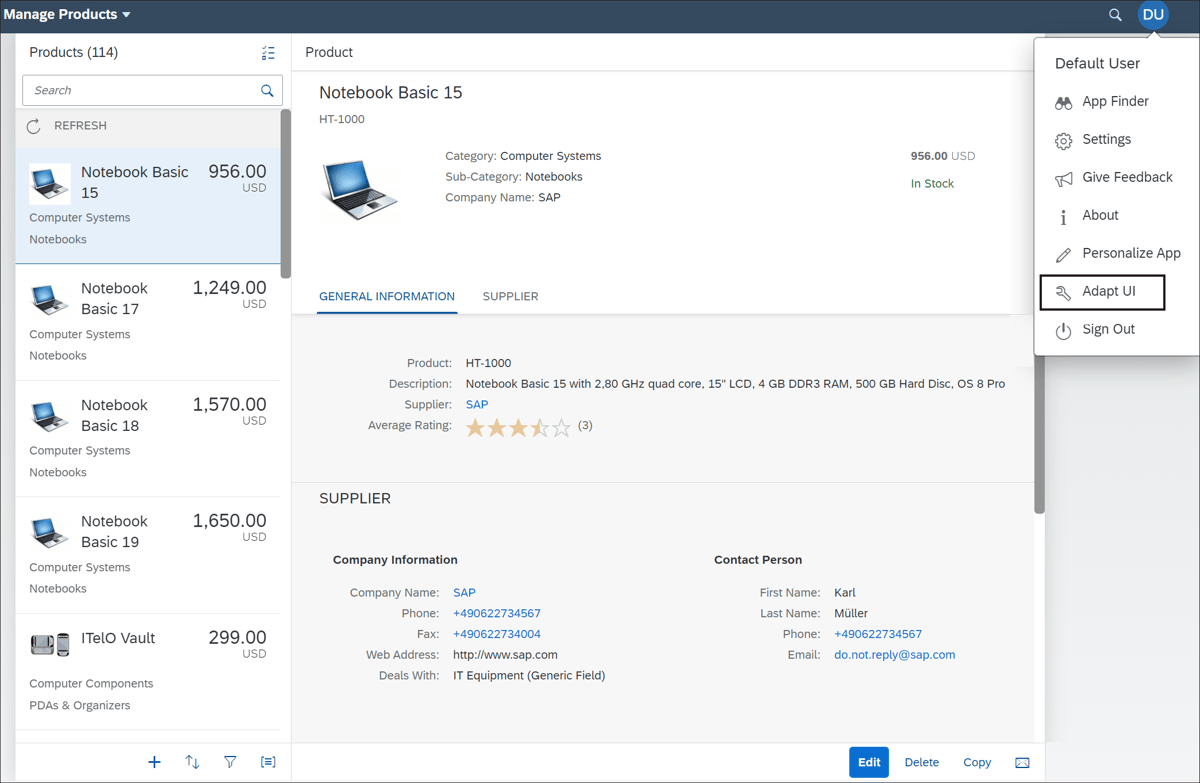 Manage Products
DU
Products (114)
Search
REFRESH
Notebook Basic 15
956.00
USD
Computer Systems
Notebooks
Notebook Basic 17
1,249.00
USD
Computer Systems
Notebooks
Notebook Basic 18
1,570.00
USD
Computer Systems
Notebooks
Notebook Basic 19
1,650.00
USD
Computer Systems
Notebooks
ITelO Vault
299.00
USD
Computer Components
PDAs & Organizers
Product
Notebook Basic 15
HT-1000
Category: Computer Systems
Sub-Category: Notebooks
Company Name: SAP
956.00 USD
In Stock
GENERAL INFORMATION
SUPPLIER
Product: HT-1000
Description: Notebook Basic 15 with 2,80 GHz quad core, 15" LCD, 4 GB DDR3 RAM, 500 GB Hard Disc, OS 8 Pro
Supplier: SAP
Average Rating: (3)
SUPPLIER
Company Information
Company Name: SAP
Phone: +490622734567
Fax: +490622734004
Web Address: http://www.sap.com
Deals With: IT Equipment (Generic Field)
Contact Person
First Name: Karl
Last Name: Müller
Phone: +490622734567
Email: do.not.reply@sap.com
Edit
Delete
Copy
Default User
App Finder
Settings
Give Feedback
About
Personalize App
Adapt UI
Sign Out